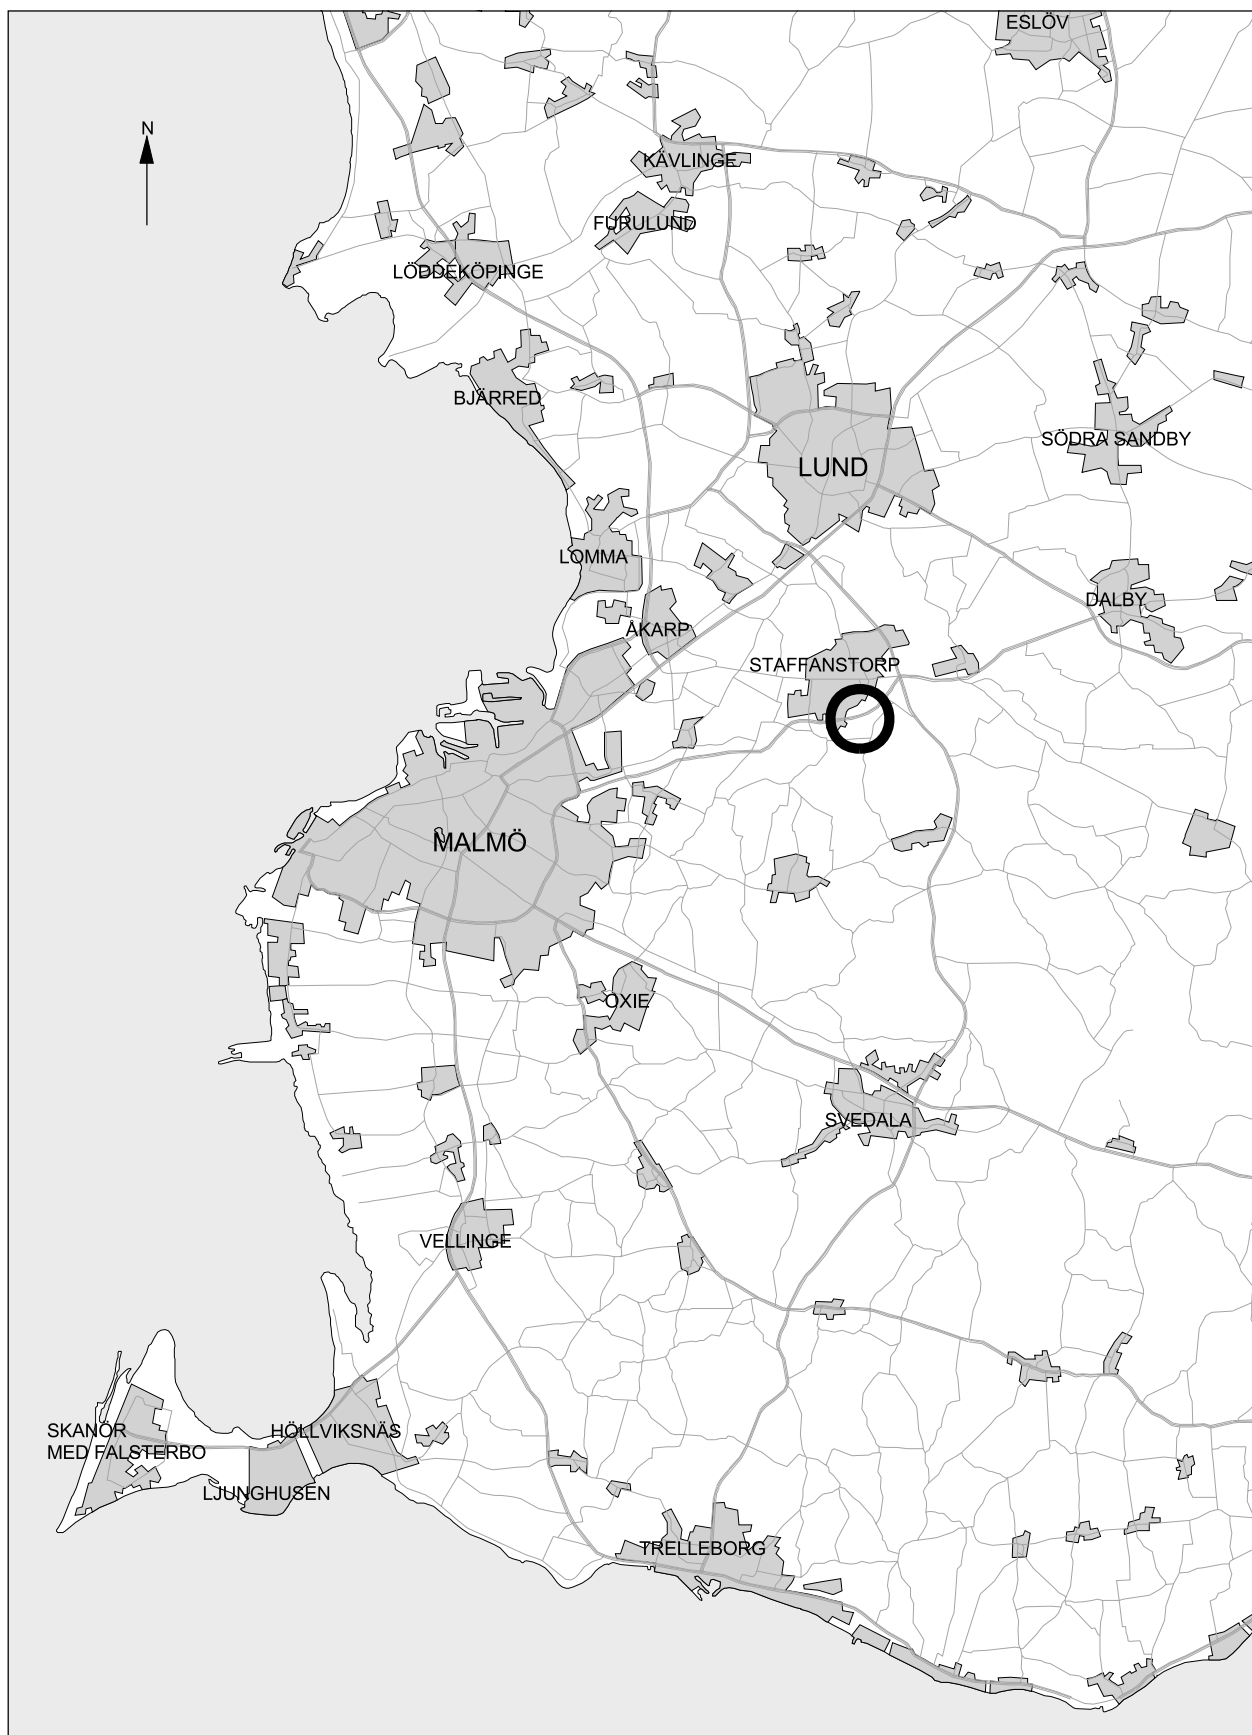 ESLÖV
N
KÄVLINGE
FURULUND
LÖDDEKÖPINGE
BJÄRRED
SÖDRA SANDBY
LUND
LOMMA
DALBY
ÅKARP
STAFFANSTORP
MALMÖ
OXIE
SVEDALA
VELLINGE
SKANÖR
MED FALSTERBO
HÖLLVIKSNÄS
LJUNGHUSEN
TRELLEBORG